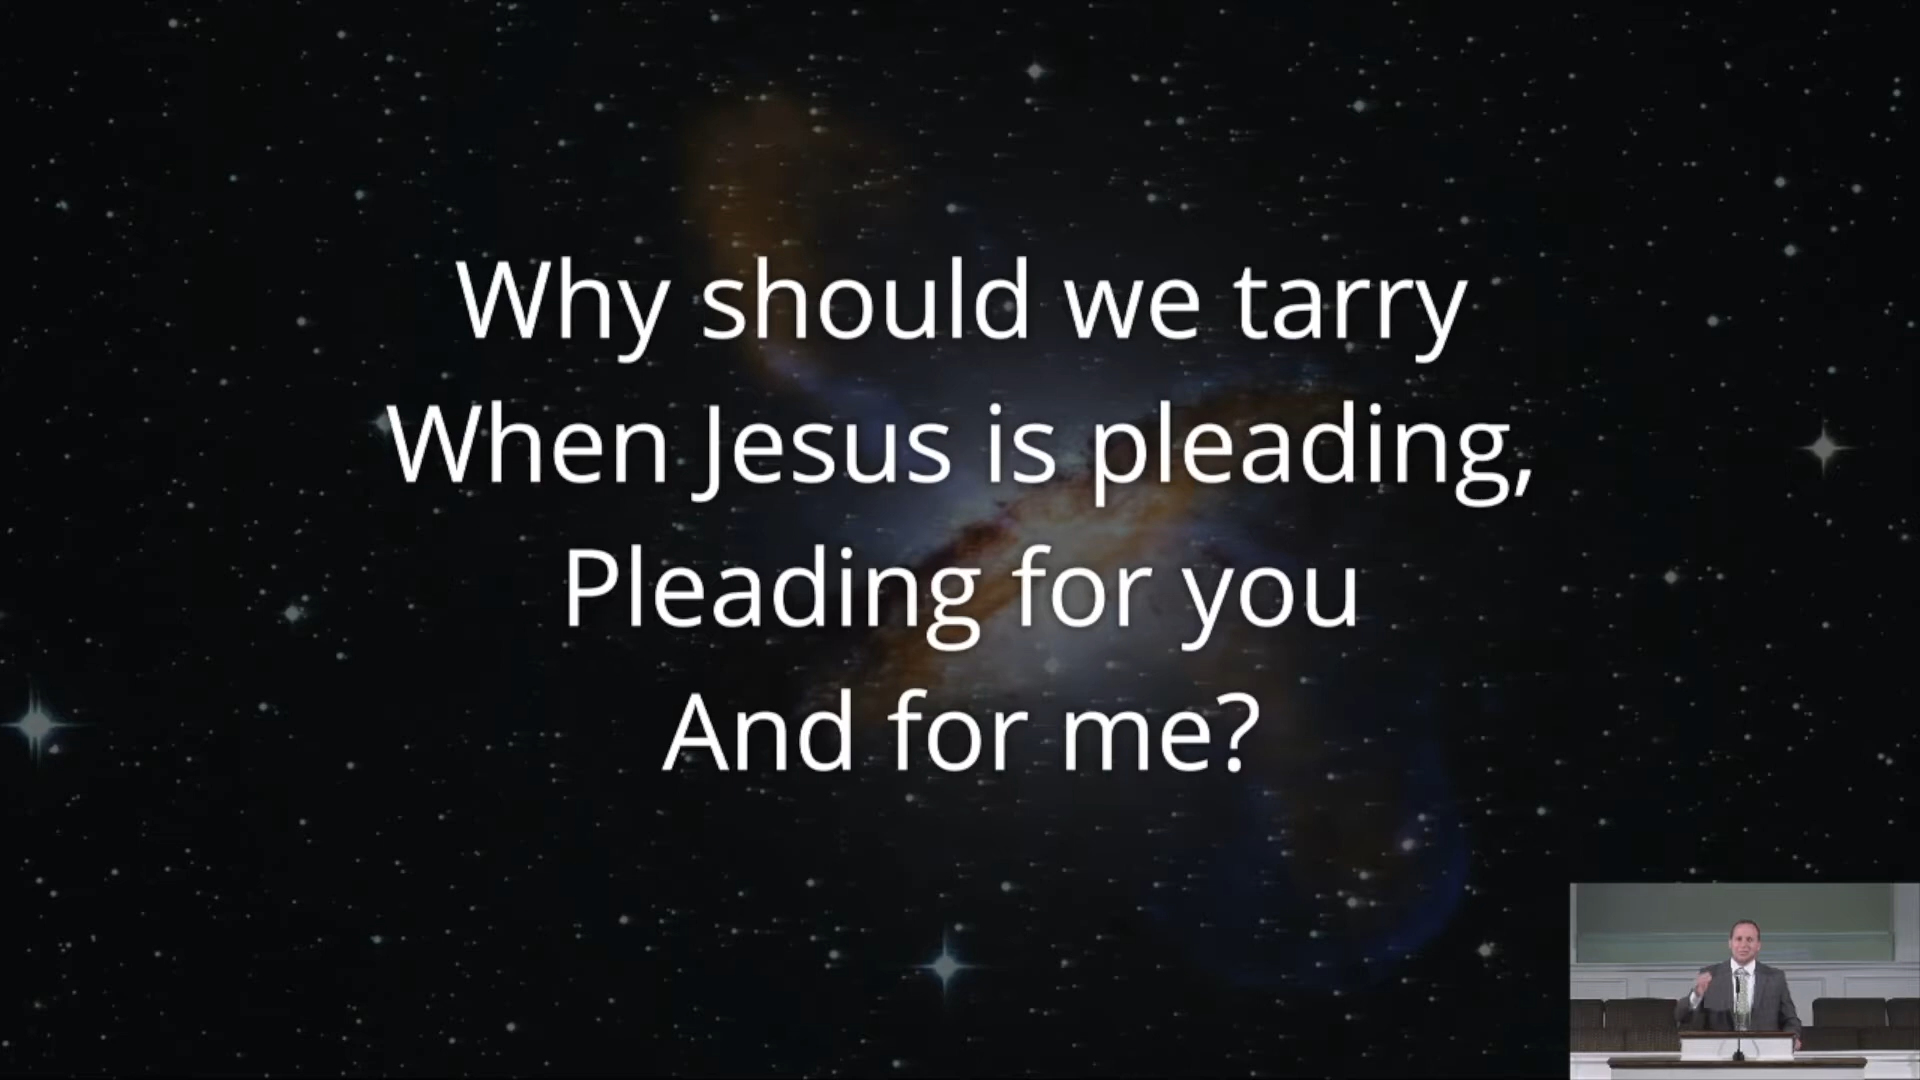 Why should we tarry
When Jesus is pleading,
Pleading for you
And for me?